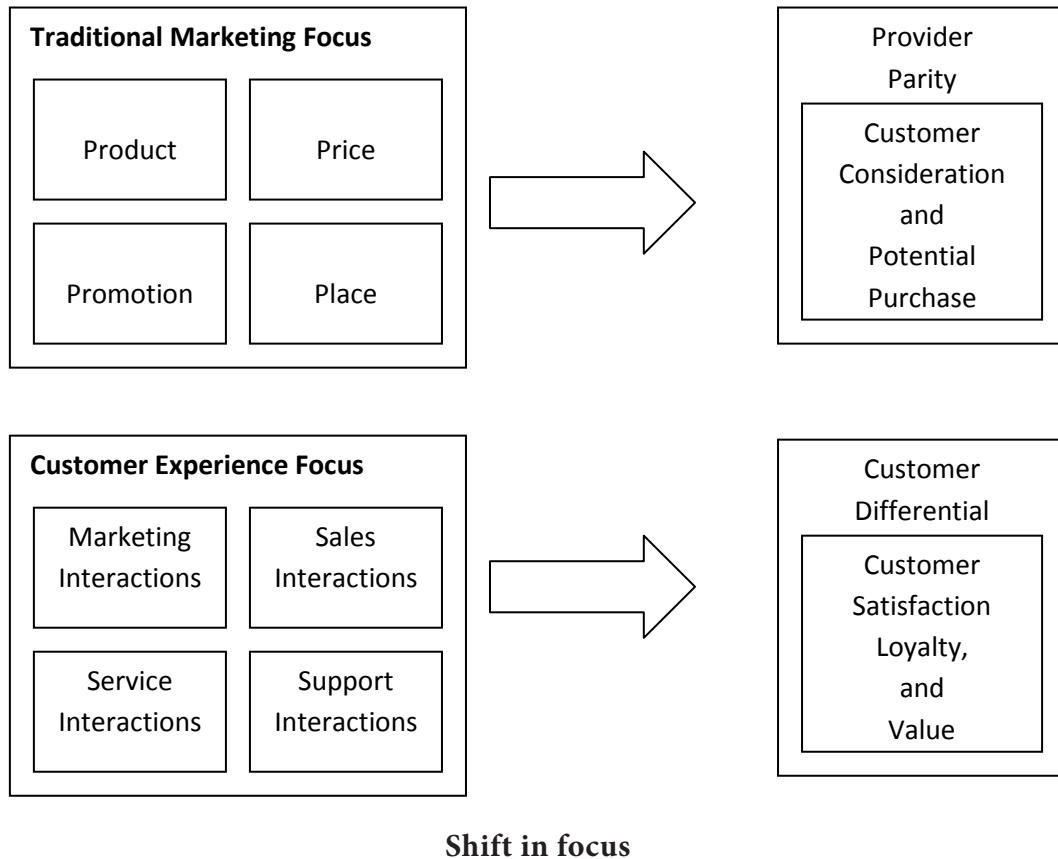 Traditional Marketing Focus
Product
Price
Promotion
Place
Provider
Parity
Customer
Consideration
and
Potential
Purchase
Customer Experience Focus
Marketing
Interactions
Sales
Interactions
Service
Interactions
Support
Interactions
Customer
Differential
Customer
Satisfaction
Loyalty,
and
Value
Shift in focus